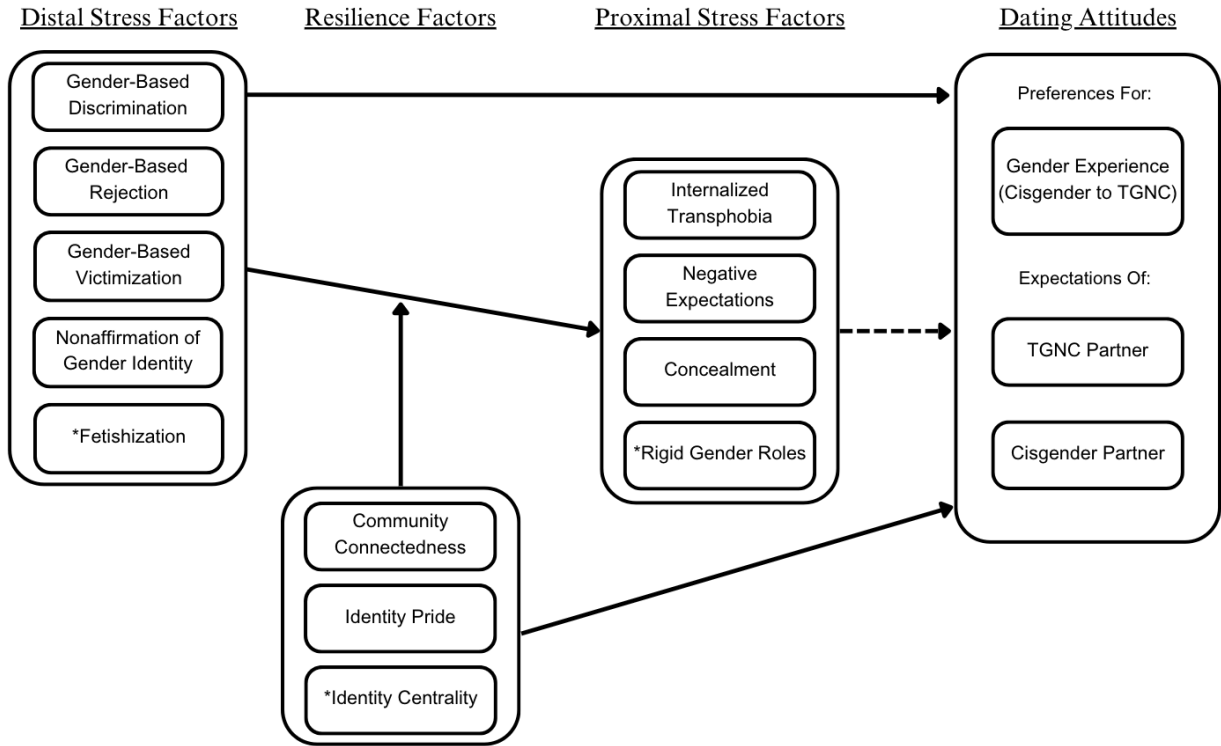 Distal Stress Factors
Resilience Factors
Proximal Stress Factors
Dating Attitudes
Gender-Based
Discrimination
Gender-Based
Rejection
Gender-Based
Victimization
Nonaffirmation of
Gender Identity
*Fetishization
Community
Connectedness
Identity Pride
*Identity Centrality
Internalized
Transphobia
Negative
Expectations
Concealment
*Rigid Gender Roles
Preferences For:
Gender Experience
(Cisgender to TGNC)
Expectations Of:
TGNC Partner
Cisgender Partner